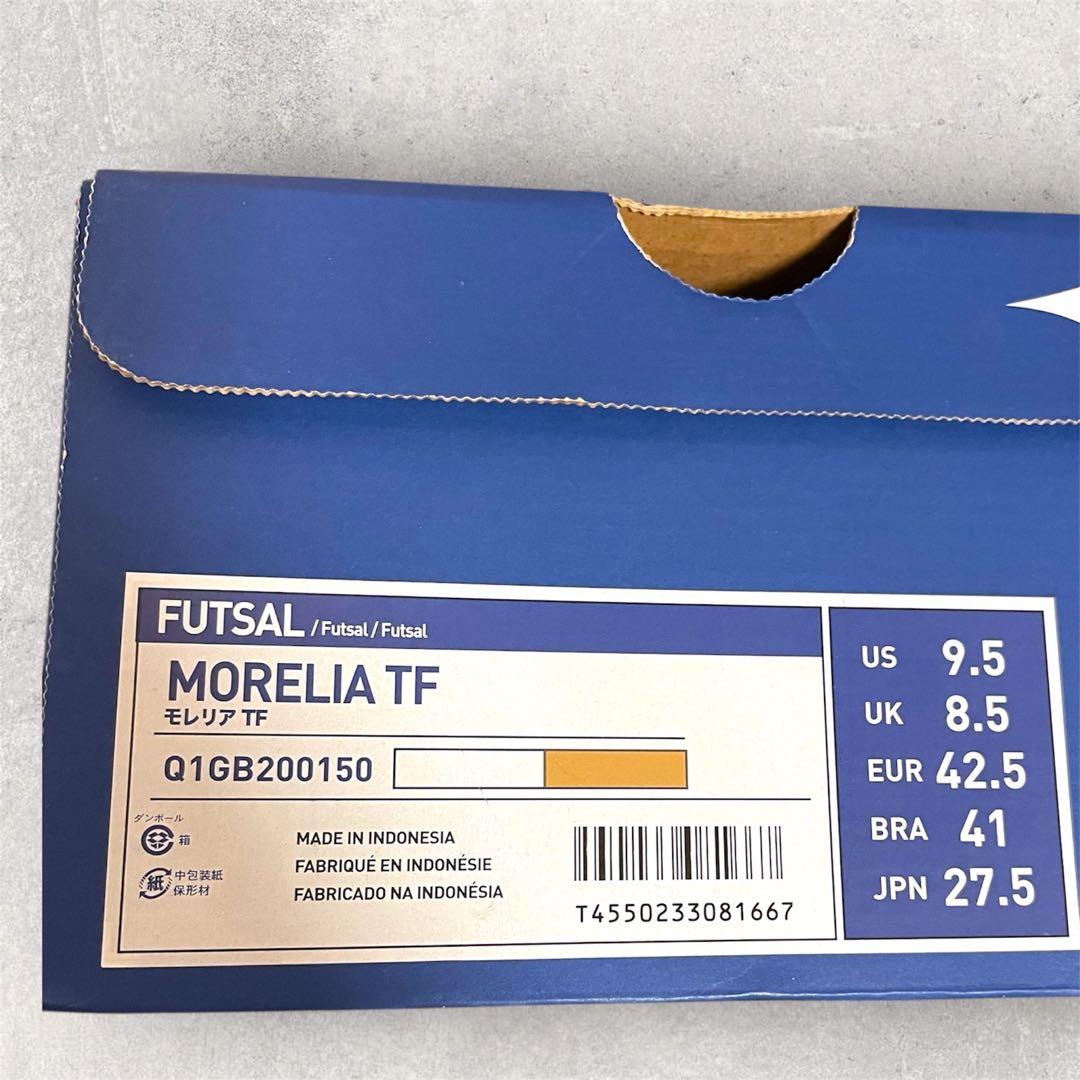 FUTSAL /Futsal/Futsal
MORELIA TF
モレリア TF
Q1GB200150
ダンボール
箱
紙
中包装紙
保形材
MADE IN INDONESIA
FABRIQUÉ EN INDONÉSIE
FABRICADO NA INDONÉSIA
T4550233081667
US 9.5
UK 8.5
EUR 42.5
BRA 41
JPN 27.5